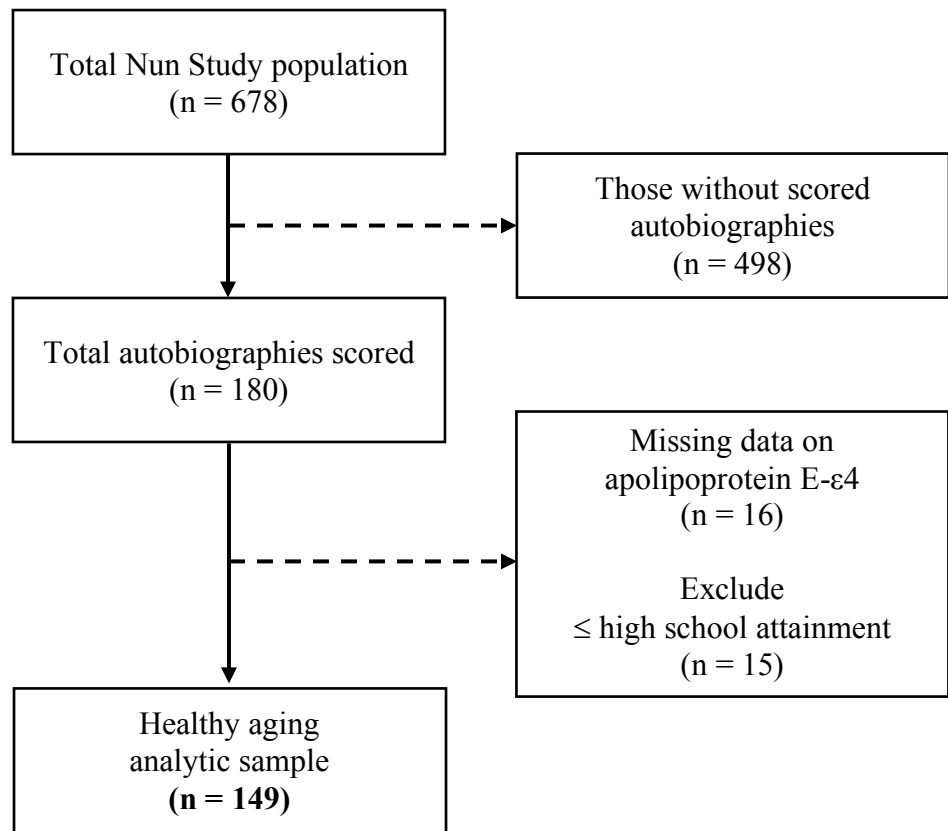 Total Nun Study population
(n = 678)
Those without scored
autobiographies
(n = 498)
Total autobiographies scored
(n = 180)
Missing data on
apolipoprotein E-ε4
(n = 16)
Exclude
≤ high school attainment
(n = 15)
Healthy aging
analytic sample
(n = 149)